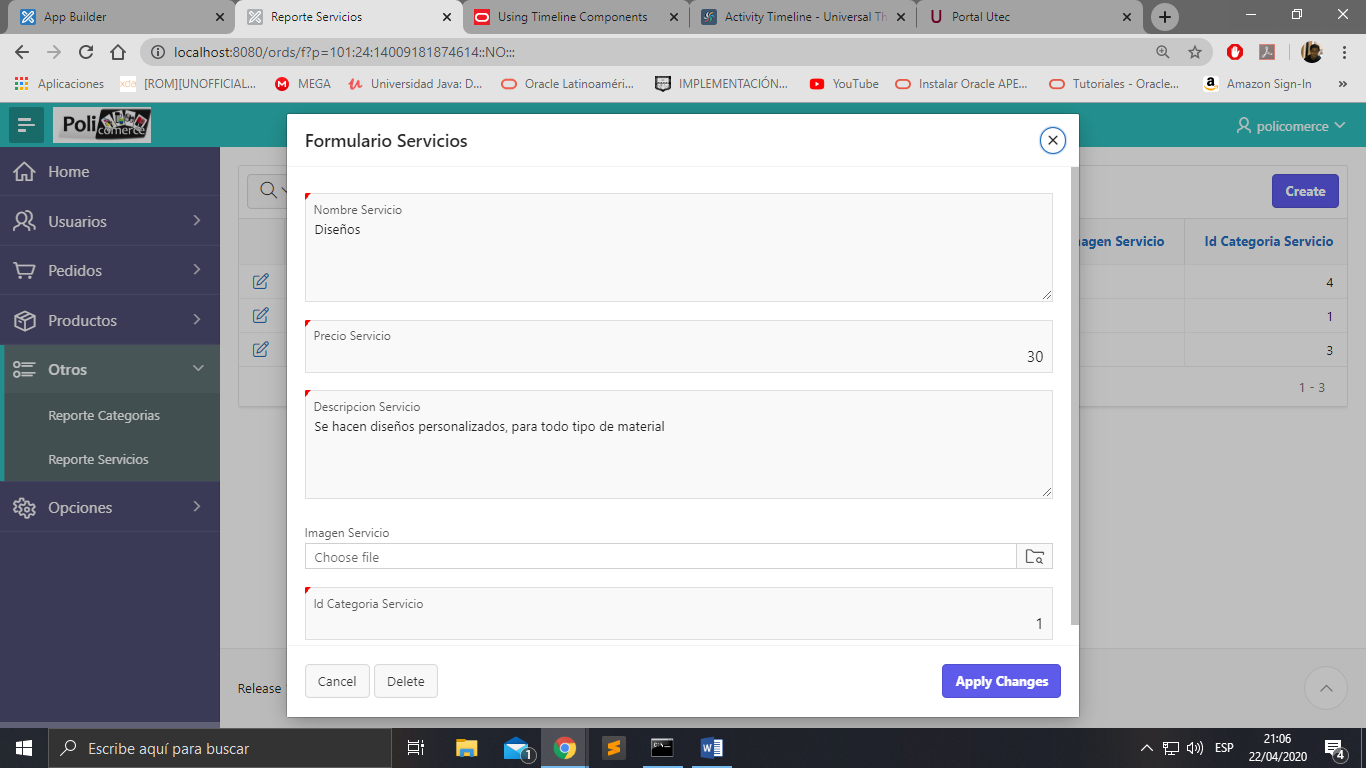 App Builder
Reporte Servicios
Using Timeline Components
Activity Timeline - Universal Th
Portal Utec
localhost:8080/ords/f?p=101:24:14009181874614::NO:::
Aplicaciones
[ROM][UNOFFICIAL...
MEGA
Universidad Java: D...
Oracle Latinoaméri...
IMPLEMENTACIÓN...
YouTube
Instalar Oracle APE...
Tutoriales - Oracle...
Amazon Sign-In
Poli comerce
policomerce
Home
Usuarios
Pedidos
Productos
Otros
Reporte Categorias
Reporte Servicios
Opciones
Formulario Servicios
Nombre Servicio
Diseños
Precio Servicio
30
Descripcion Servicio
Se hacen diseños personalizados, para todo tipo de material
Imagen Servicio
Choose file
Id Categoria Servicio
1
Cancel
Delete
Apply Changes
Create
agen Servicio
Id Categoria Servicio
4
1
3
1 - 3
Release
Escribe aquí para buscar
1
ESP
21:06
22/04/2020
4